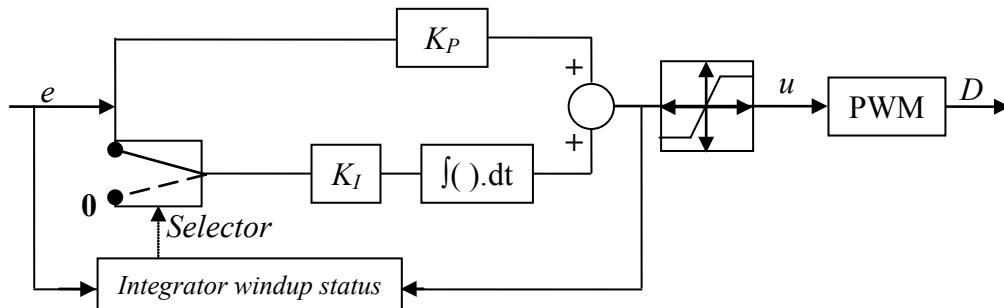 K_P
+
e
u
PWM
D
+
K_I
∫( ).dt
0
Selector
Integrator windup status